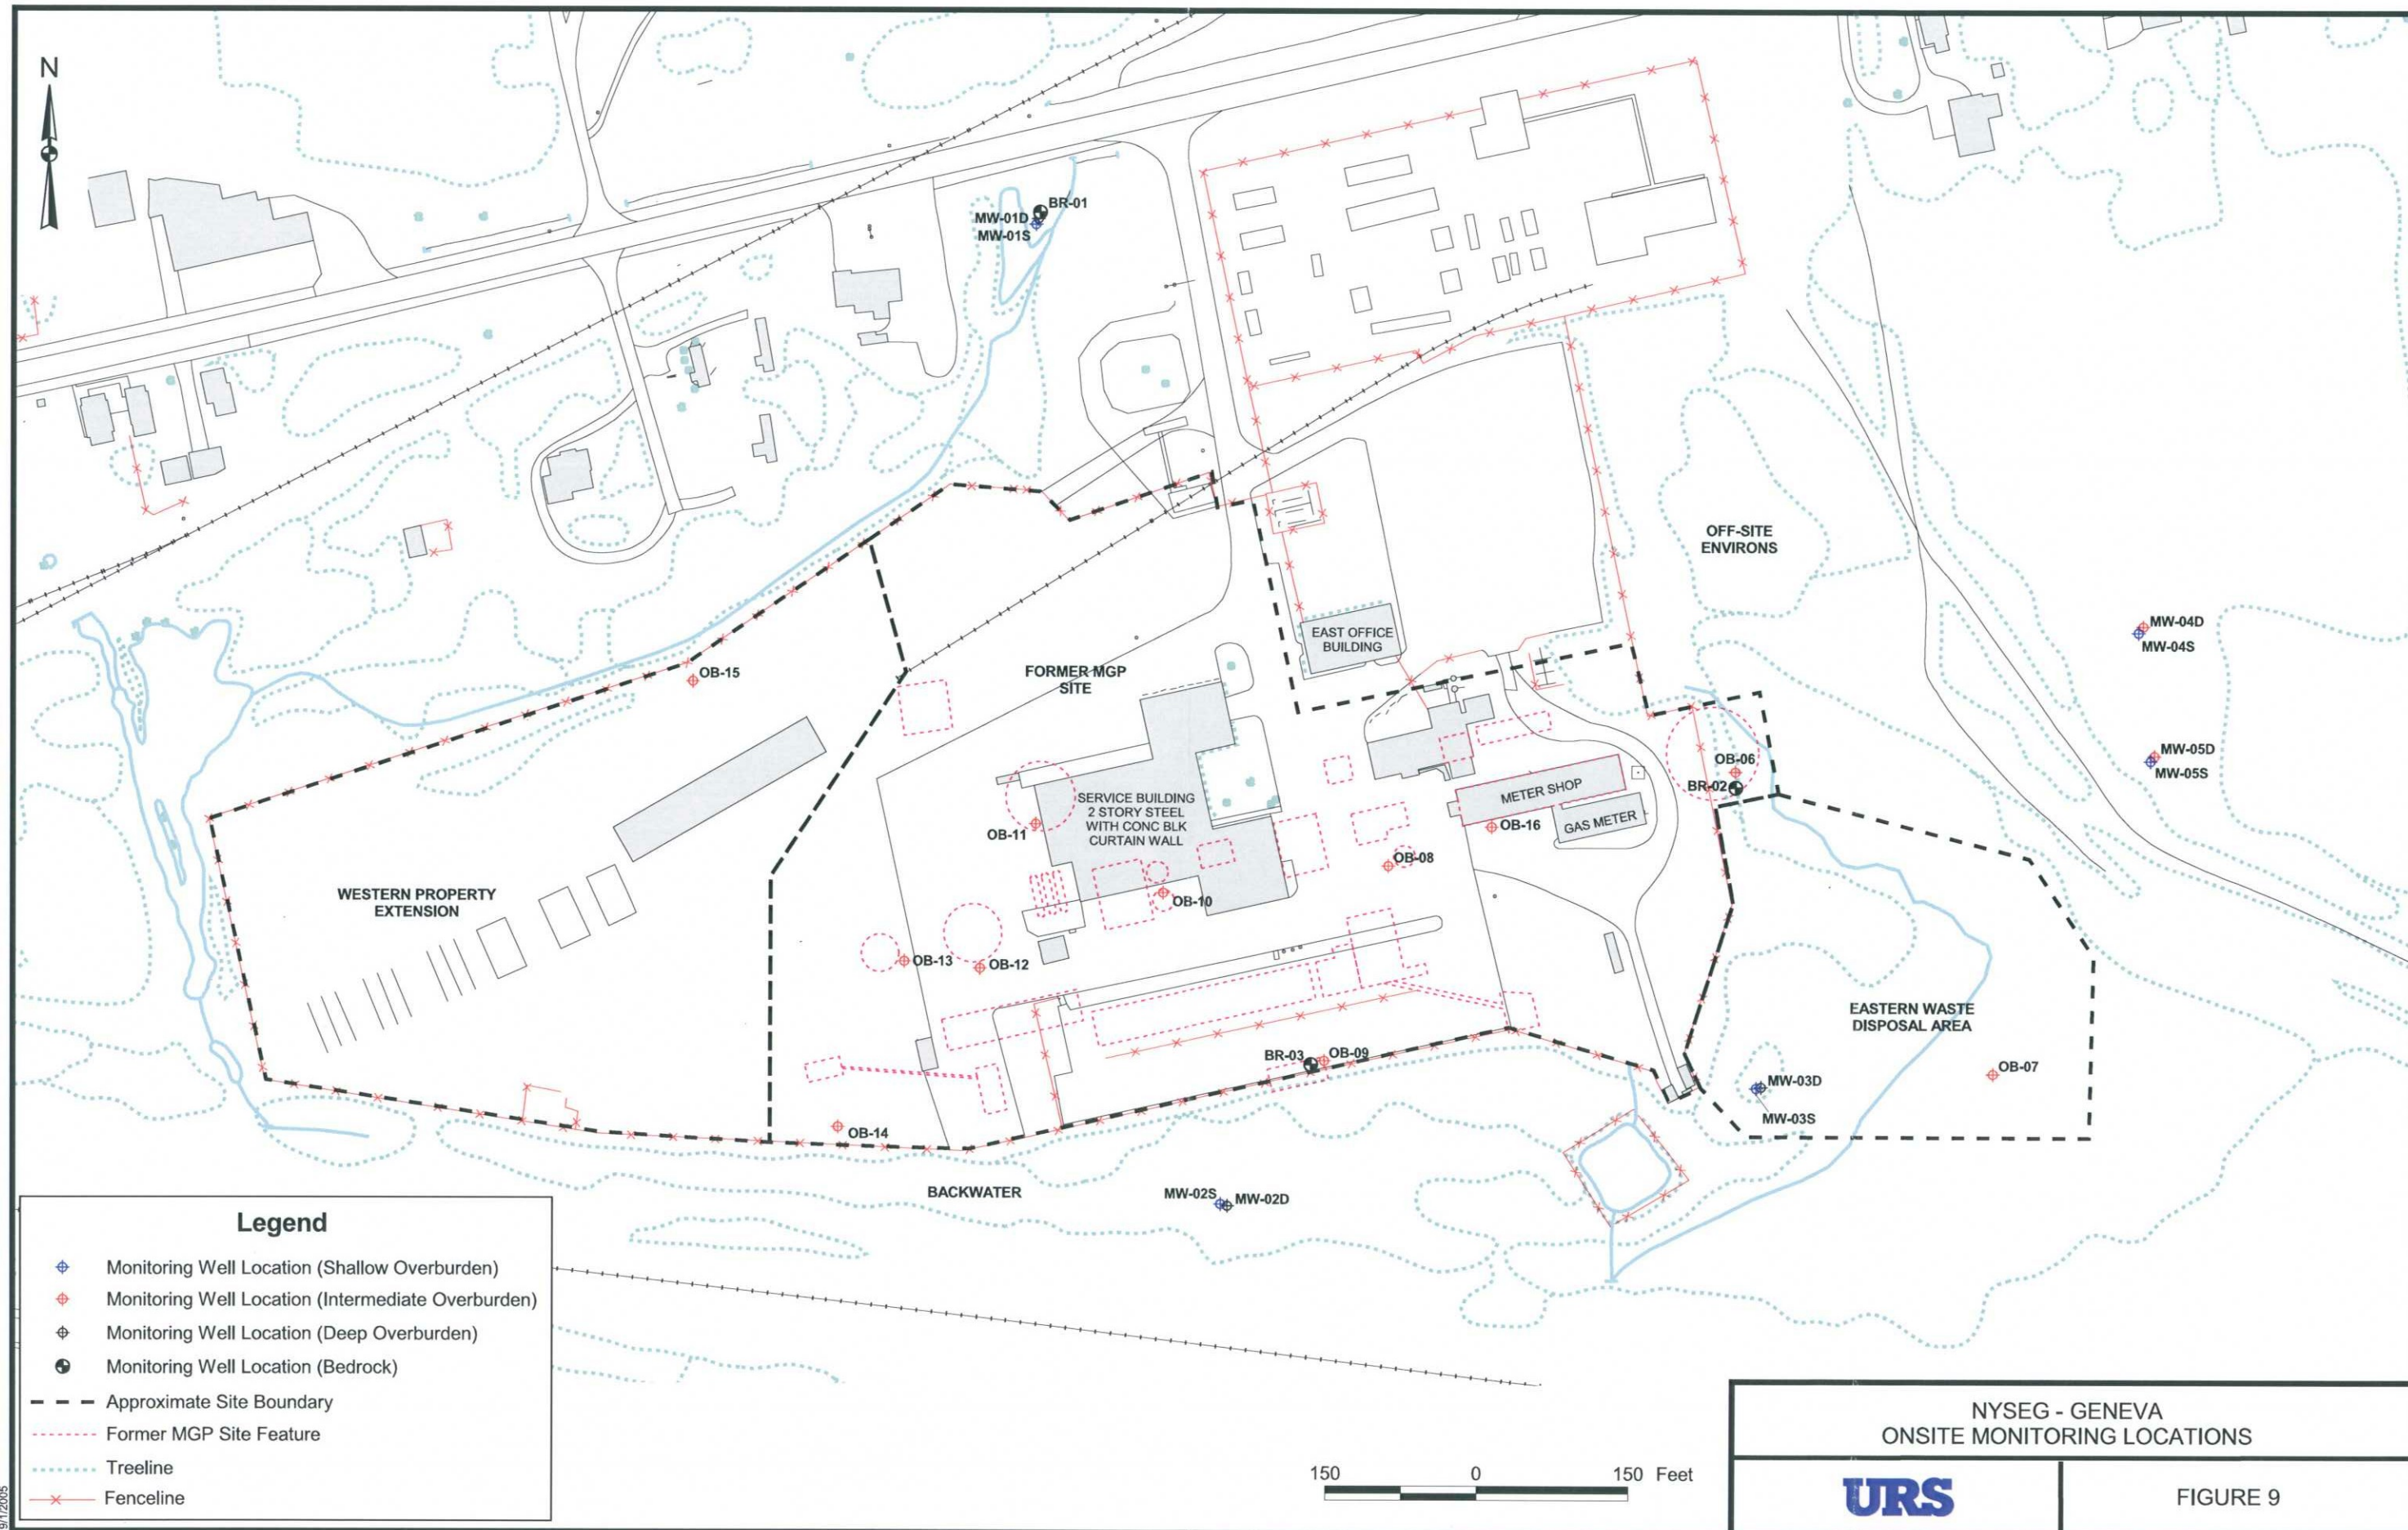 N
BR-01
MW-01D
MW-01S
OFF-SITE
ENVIRONS
MW-04D
MW-04S
EAST OFFICE
BUILDING
OB-15
FORMER MGP
SITE
MW-05D
MW-05S
OB-06
BR-02
METER SHOP
GAS METER
SERVICE BUILDING
2 STORY STEEL
WITH CONC BLK
CURTAIN WALL
OB-11
OB-16
OB-08
WESTERN PROPERTY
EXTENSION
OB-10
OB-13
OB-12
EASTERN WASTE
DISPOSAL AREA
BR-03
OB-09
OB-07
MW-03D
MW-03S
OB-14
BACKWATER
MW-02S
MW-02D
Legend
Monitoring Well Location (Shallow Overburden)
Monitoring Well Location (Intermediate Overburden)
Monitoring Well Location (Deep Overburden)
Monitoring Well Location (Bedrock)
Approximate Site Boundary
Former MGP Site Feature
Treeline
Fenceline
150 0 150 Feet
NYSEG - GENEVA
ONSITE MONITORING LOCATIONS
URS
FIGURE 9
9/1/2005